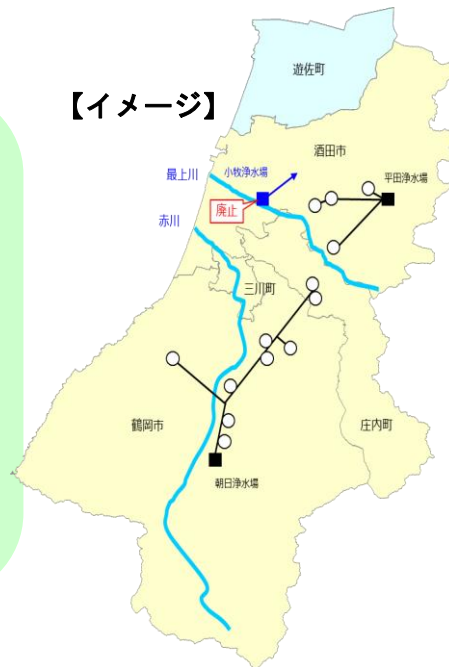 【イメージ】
遊佐町
酒田市
最上川
小牧浄水場
平田浄水場
廃止
赤川
三川町
鶴岡市
庄内町
朝日浄水場